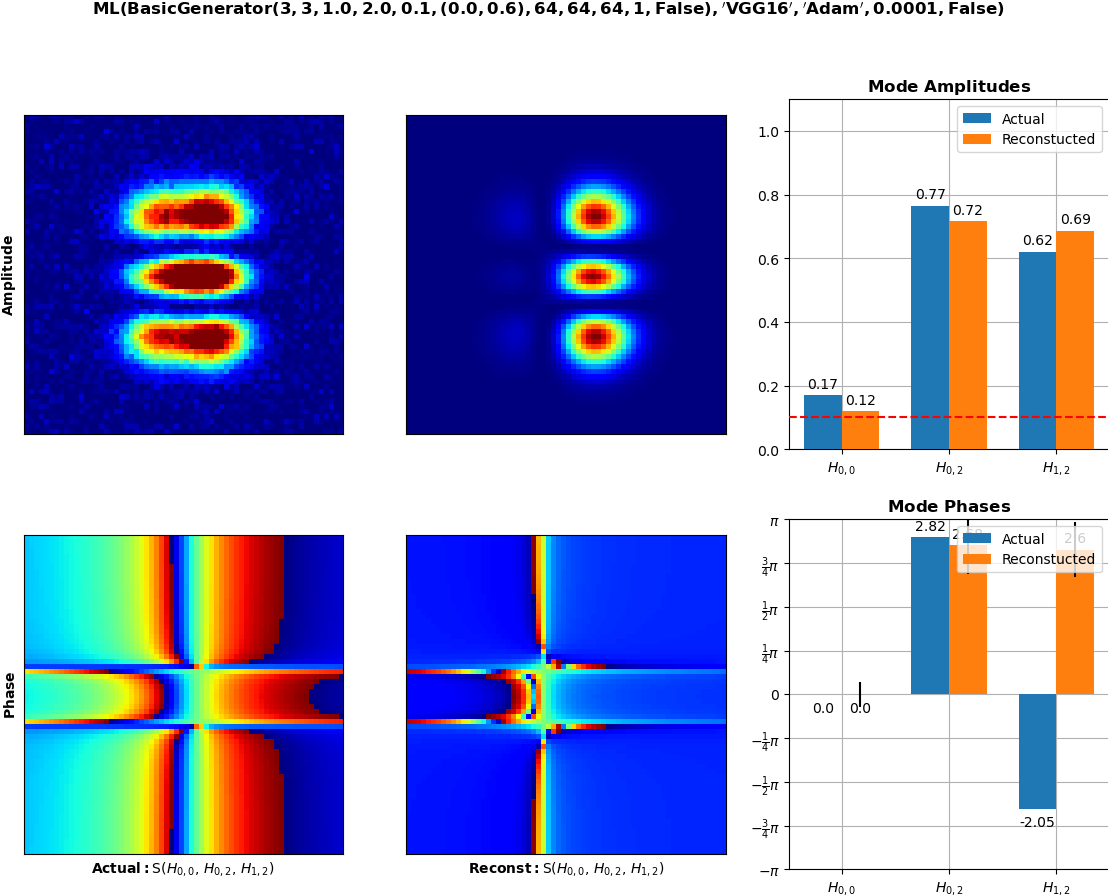 ML(BasicGenerator(3, 3, 1.0, 2.0, 0.1, (0.0, 0.6), 64, 64, 64, 1, False), ′VGG16′, ′Adam′, 0.0001, False)
Amplitude
Mode Amplitudes
Actual
Reconstucted
1.0
0.8
0.6
0.4
0.2
0.0
0.17
0.12
0.77
0.72
0.62
0.69
H0,0
H0,2
H1,2
Phase
Actual: S(H0,0, H0,2, H1,2)
Reconst: S(H0,0, H0,2, H1,2)
Mode Phases
Actual
Reconstucted
π
3/4π
1/2π
1/4π
0
−1/4π
−1/2π
−3/4π
−π
0.0
0.0
2.82
-2.05
2.6
H0,0
H0,2
H1,2